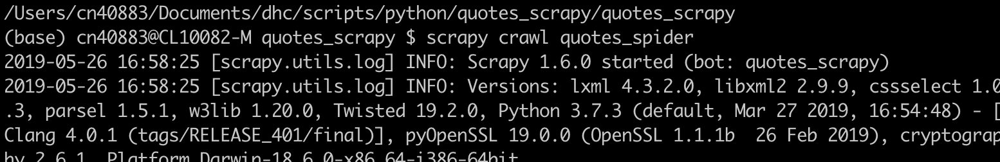 /Users/cn40883/Documents/dhc/scripts/python/quotes_scrapy/quotes_scrapy
(base) cn40883@CL10082-M quotes_scrapy $ scrapy crawl quotes_spider
2019-05-26 16:58:25 [scrapy.utils.log] INFO: Scrapy 1.6.0 started (bot: quotes_scrapy)
2019-05-26 16:58:25 [scrapy.utils.log] INFO: Versions: lxml 4.3.2.0, libxml2 2.9.9, cssselect 1.0
.3, parsel 1.5.1, w3lib 1.20.0, Twisted 19.2.0, Python 3.7.3 (default, Mar 27 2019, 16:54:48) - [
Clang 4.0.1 (tags/RELEASE_401/final)], pyOpenSSL 19.0.0 (OpenSSL 1.1.1b  26 Feb 2019), cryptograp
hy 2.6.1, Platform Darwin-18.6.0-x86_64-i386-64bit